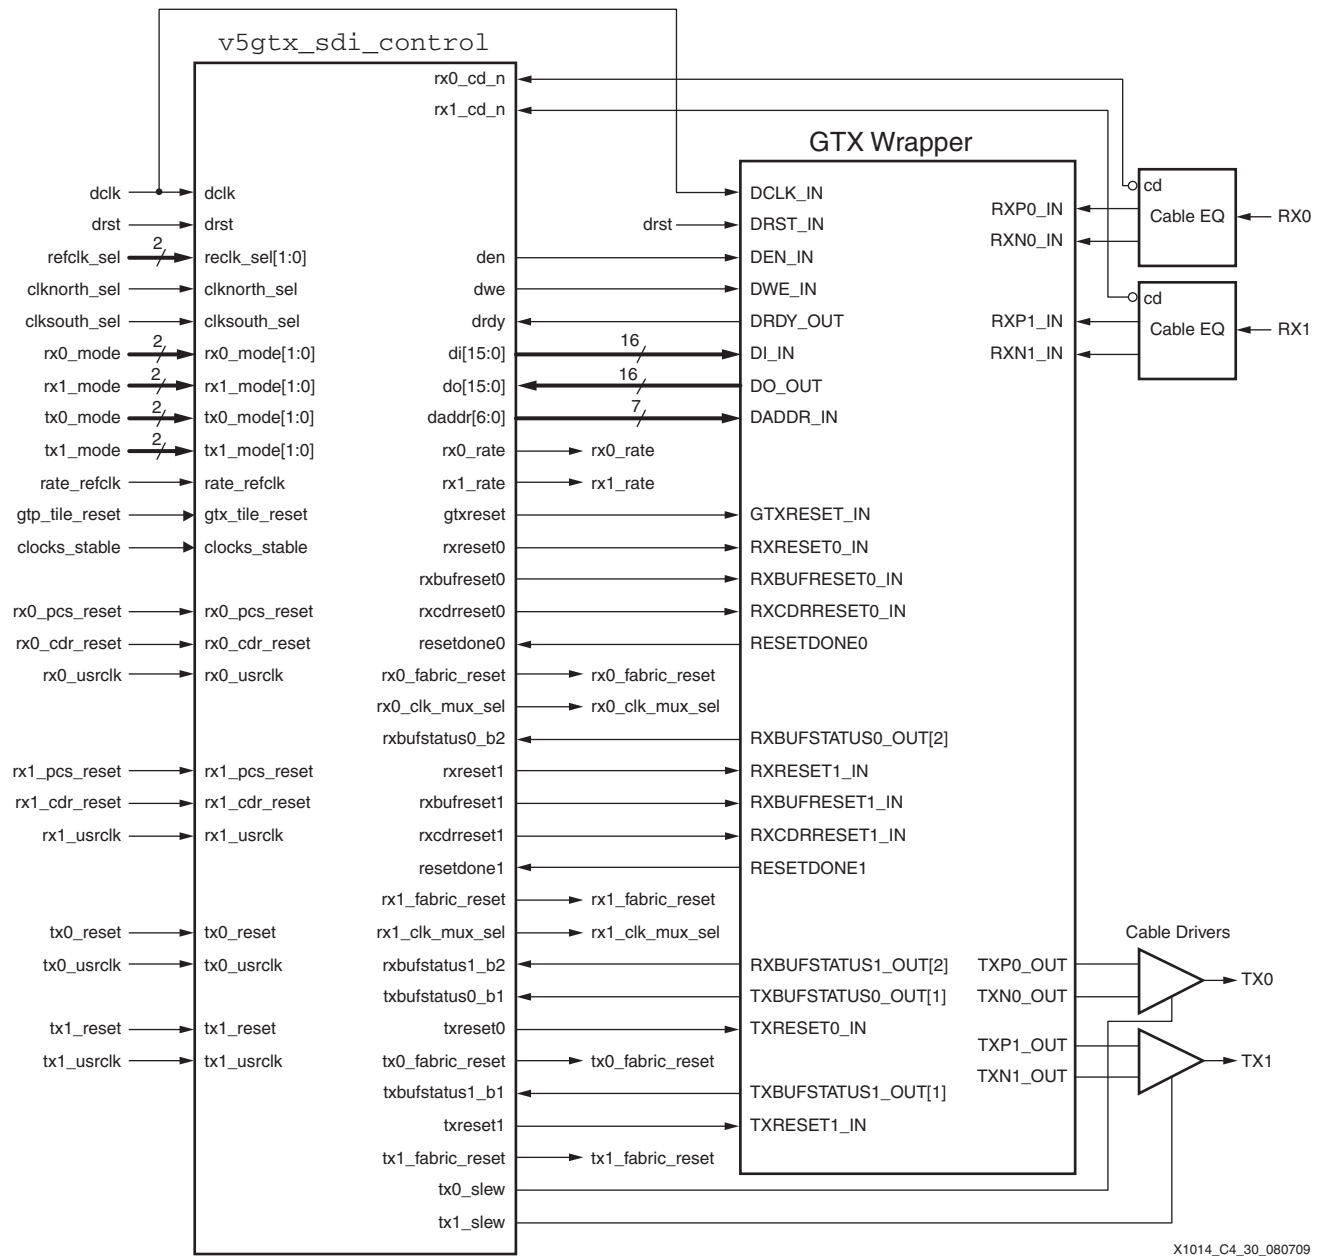 v5gtx_sdi_control
rx0_cd_n
rx1_cd_n
GTX Wrapper
dclk dclk DCLK_IN cd
RXP0_IN Cable EQ RX0
drst drst drst DRST_IN
RXN0_IN
refclk_sel 2 reclk_sel[1:0] den DEN_IN
clknorth_sel clknorth_sel dwe DWE_IN cd
clksouth_sel clksouth_sel drdy DRDY_OUT RXP1_IN Cable EQ RX1
rx0_mode 2 rx0_mode[1:0] di[15:0] 16 DI_IN RXN1_IN
rx1_mode 2 rx1_mode[1:0] do[15:0] 16 DO_OUT
tx0_mode 2 tx0_mode[1:0] daddr[6:0] 7 DADDR_IN
tx1_mode 2 tx1_mode[1:0] rx0_rate rx0_rate
rate_refclk rate_refclk rx1_rate rx1_rate
gtp_tile_reset gtx_tile_reset gtxreset GTXRESET_IN
clocks_stable clocks_stable rxreset0 RXRESET0_IN
rxbufreset0 RXBUFRESET0_IN
rx0_pcs_reset rx0_pcs_reset rxcdrreset0 RXCDRRESET0_IN
rx0_cdr_reset rx0_cdr_reset resetdone0 RESETDONE0
rx0_usrclk rx0_usrclk rx0_fabric_reset rx0_fabric_reset
rx0_clk_mux_sel rx0_clk_mux_sel
rxbufstatus0_b2 RXBUFSTATUS0_OUT[2]
rx1_pcs_reset rx1_pcs_reset rxreset1 RXRESET1_IN
rx1_cdr_reset rx1_cdr_reset rxbufreset1 RXBUFRESET1_IN
rx1_usrclk rx1_usrclk rxcdrreset1 RXCDRRESET1_IN
resetdone1 RESETDONE1
rx1_fabric_reset rx1_fabric_reset
tx0_reset tx0_reset rx1_clk_mux_sel rx1_clk_mux_sel Cable Drivers
tx0_usrclk tx0_usrclk rxbufstatus1_b2 RXBUFSTATUS1_OUT[2] TXP0_OUT TX0
txbufstatus0_b1 TXBUFSTATUS0_OUT[1] TXN0_OUT
tx1_reset tx1_reset txreset0 TXRESET0_IN
TXP1_OUT
tx1_usrclk tx1_usrclk tx0_fabric_reset tx0_fabric_reset TX1
TXN1_OUT
txbufstatus1_b1 TXBUFSTATUS1_OUT[1]
txreset1 TXRESET1_IN
tx1_fabric_reset tx1_fabric_reset
tx0_slew
tx1_slew
X1014_C4_30_080709